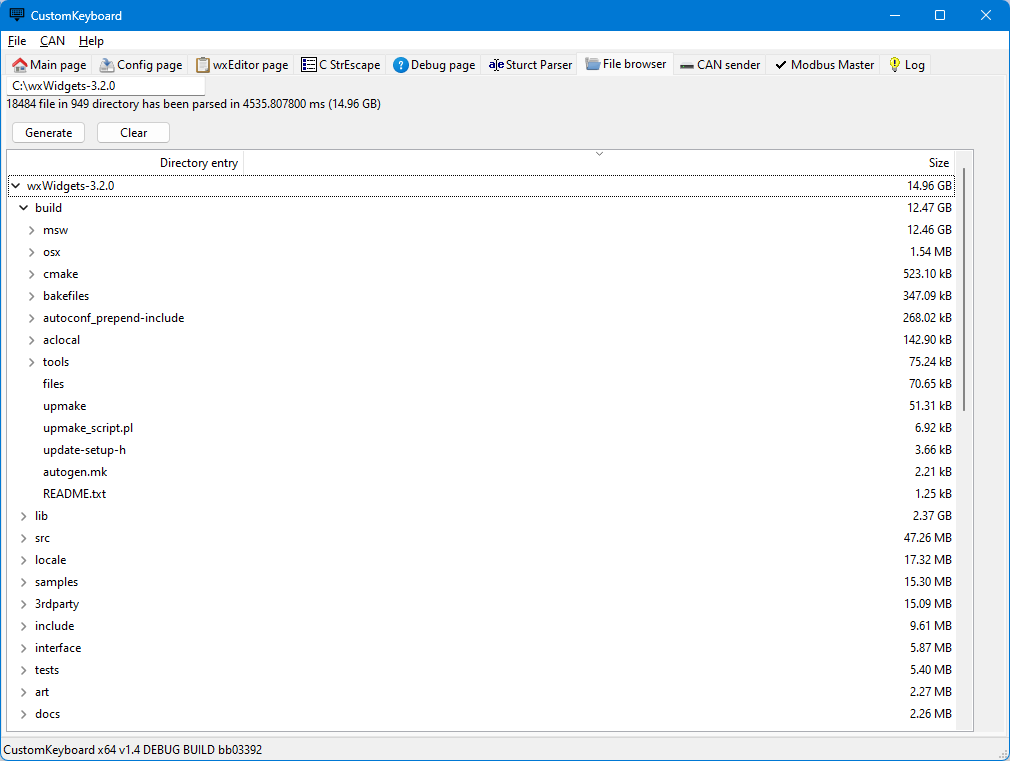 CustomKeyboard
File CAN Help
Main page Config page wxEditor page C StrEscape Debug page Sturct Parser File browser CAN sender Modbus Master Log
C:\wxWidgets-3.2.0
18484 file in 949 directory has been parsed in 4535.807800 ms (14.96 GB)
Generate Clear
Directory entry Size
wxWidgets-3.2.0 14.96 GB
build 12.47 GB
msw 12.46 GB
osx 1.54 MB
cmake 523.10 kB
bakefiles 347.09 kB
autoconf_prepend-include 268.02 kB
aclocal 142.90 kB
tools 75.24 kB
files 70.65 kB
upmake 51.31 kB
upmake_script.pl 6.92 kB
update-setup-h 3.66 kB
autogen.mk 2.21 kB
README.txt 1.25 kB
lib 2.37 GB
src 47.26 MB
locale 17.32 MB
samples 15.30 MB
3rdparty 15.09 MB
include 9.61 MB
interface 5.87 MB
tests 5.40 MB
art 2.27 MB
docs 2.26 MB
CustomKeyboard x64 v1.4 DEBUG BUILD bb03392